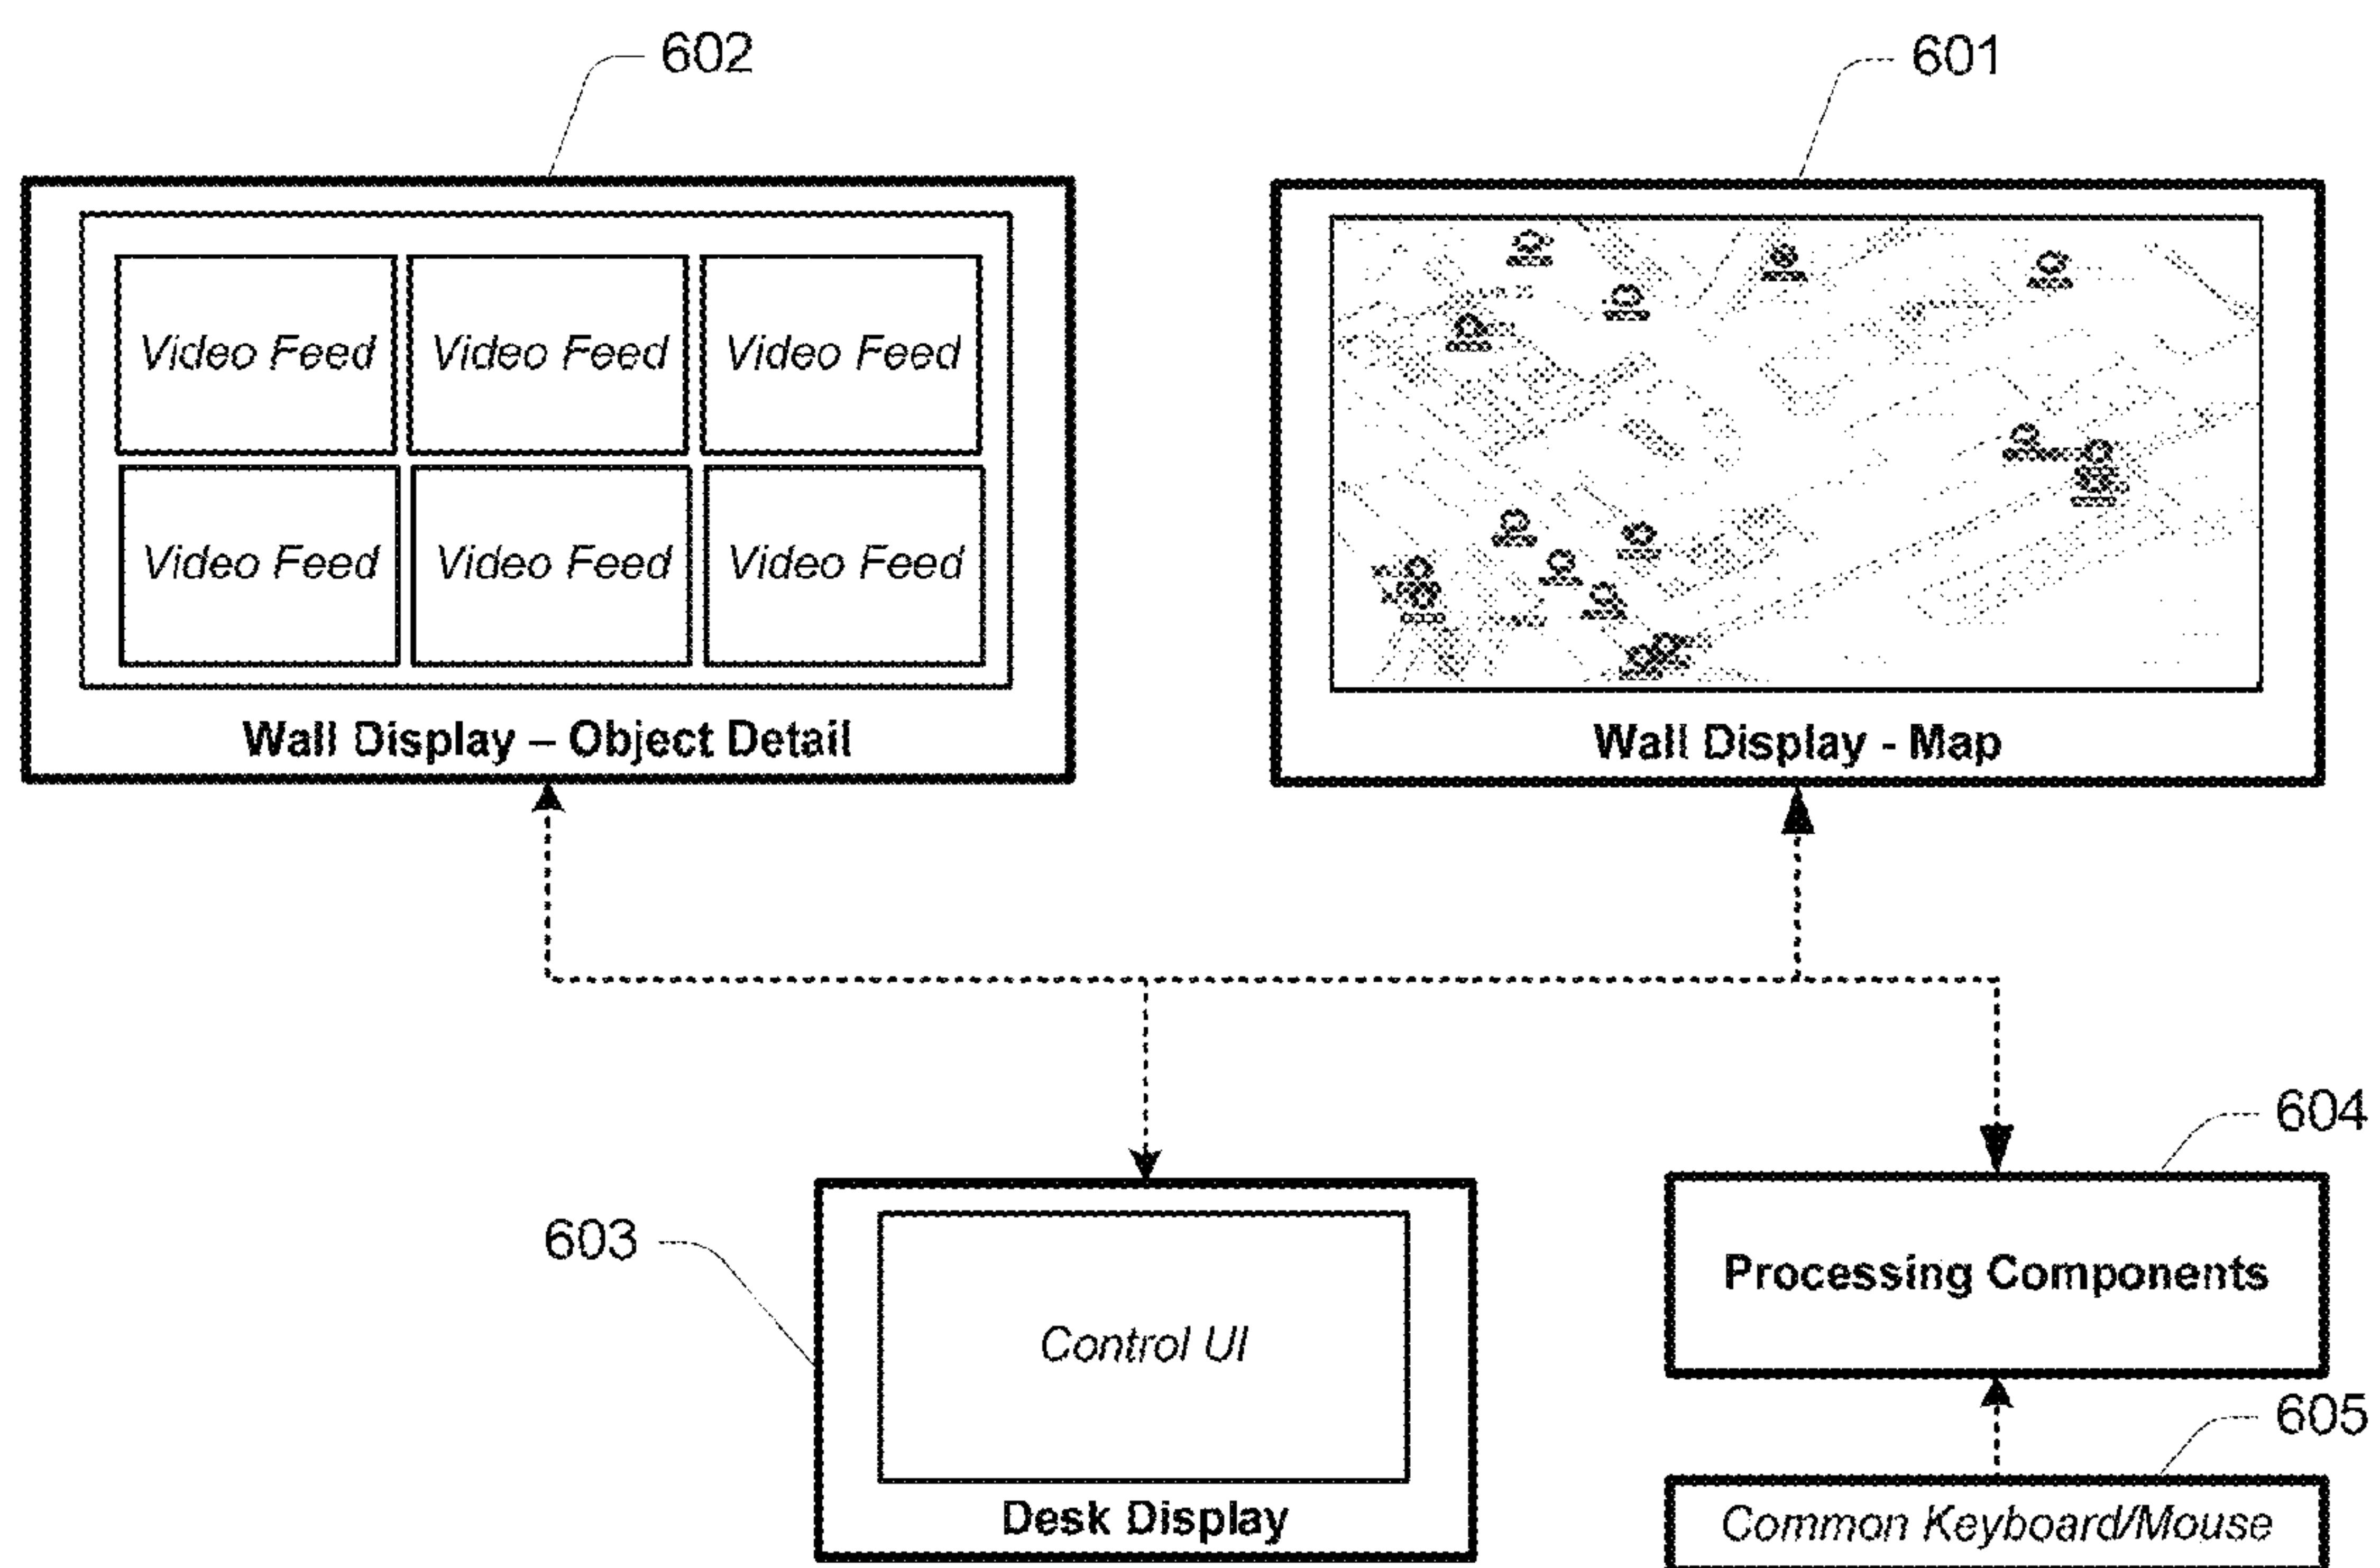 602
601
Video Feed Video Feed Video Feed
Video Feed Video Feed Video Feed
Wall Display – Object Detail
Wall Display - Map
604
603
Processing Components
Control UI
605
Desk Display
Common Keyboard/Mouse